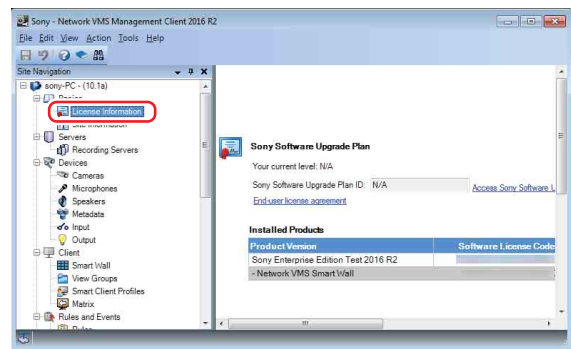 Sony - Network VMS Management Client 2016 R2
File Edit View Action Tools Help
Site Navigation
sony-PC - (10.1a)
Basics
License Information
Site Information
Servers
Recording Servers
Devices
Cameras
Microphones
Speakers
Metadata
Input
Output
Client
Smart Wall
View Groups
Smart Client Profiles
Matrix
Rules and Events
Rules
Sony Software Upgrade Plan
Your current level: N/A
Sony Software Upgrade Plan ID: N/A Access Sony Software L
End-user license agreement
Installed Products
Product Version Software License Code
Sony Enterprise Edition Test 2016 R2
- Network VMS Smart Wall